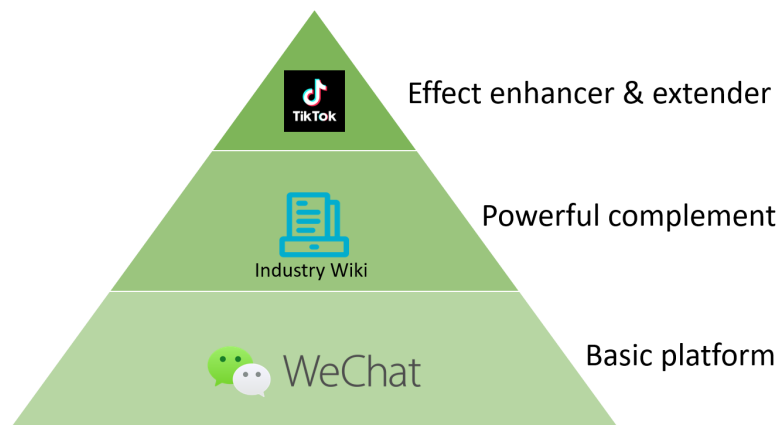 TikTok
Effect enhancer & extender
Powerful complement
Industry Wiki
WeChat
Basic platform